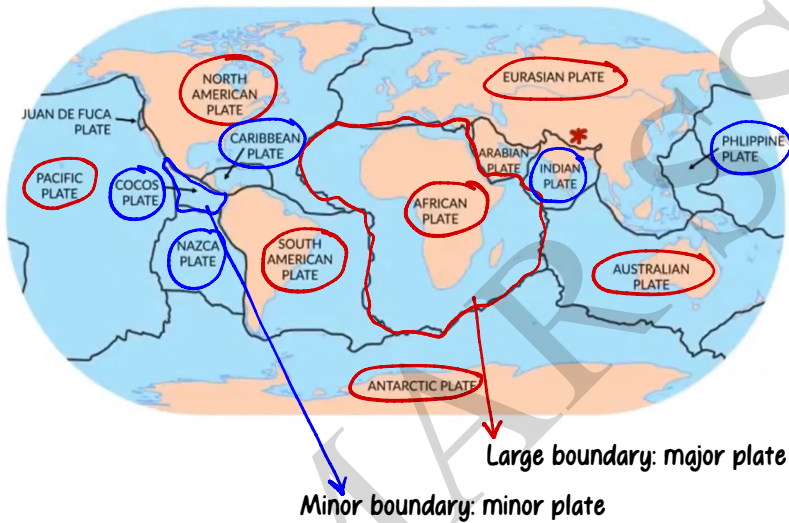 NORTH
AMERICAN
PLATE
EURASIAN PLATE
JUAN DE FUCA
PLATE
CARIBBEAN
PLATE
PHLIPPINE
PLATE
ARABIAN
PLATE
INDIAN
PLATE
PACIFIC
PLATE
COCOS
PLATE
AFRICAN
PLATE
NAZCA
PLATE
SOUTH
AMERICAN
PLATE
AUSTRALIAN
PLATE
ANTARCTIC PLATE
Large boundary: major plate
Minor boundary: minor plate